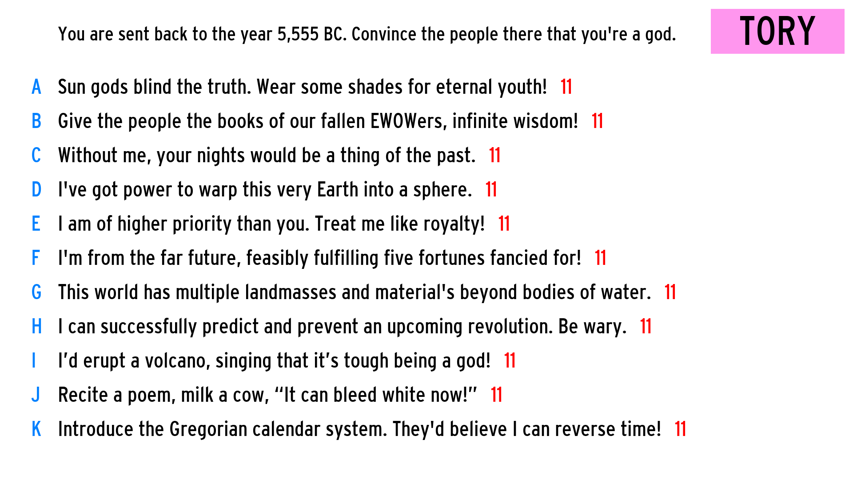 You are sent back to the year 5,555 BC. Convince the people there that you're a god.
TORY
A Sun gods blind the truth. Wear some shades for eternal youth! 11
B Give the people the books of our fallen EWOWers, infinite wisdom! 11
C Without me, your nights would be a thing of the past. 11
D I've got power to warp this very Earth into a sphere. 11
E I am of higher priority than you. Treat me like royalty! 11
F I'm from the far future, feasibly fulfilling five fortunes fancied for! 11
G This world has multiple landmasses and material's beyond bodies of water. 11
H I can successfully predict and prevent an upcoming revolution. Be wary. 11
I I’d erupt a volcano, singing that it’s tough being a god! 11
J Recite a poem, milk a cow, “It can bleed white now!” 11
K Introduce the Gregorian calendar system. They'd believe I can reverse time! 11